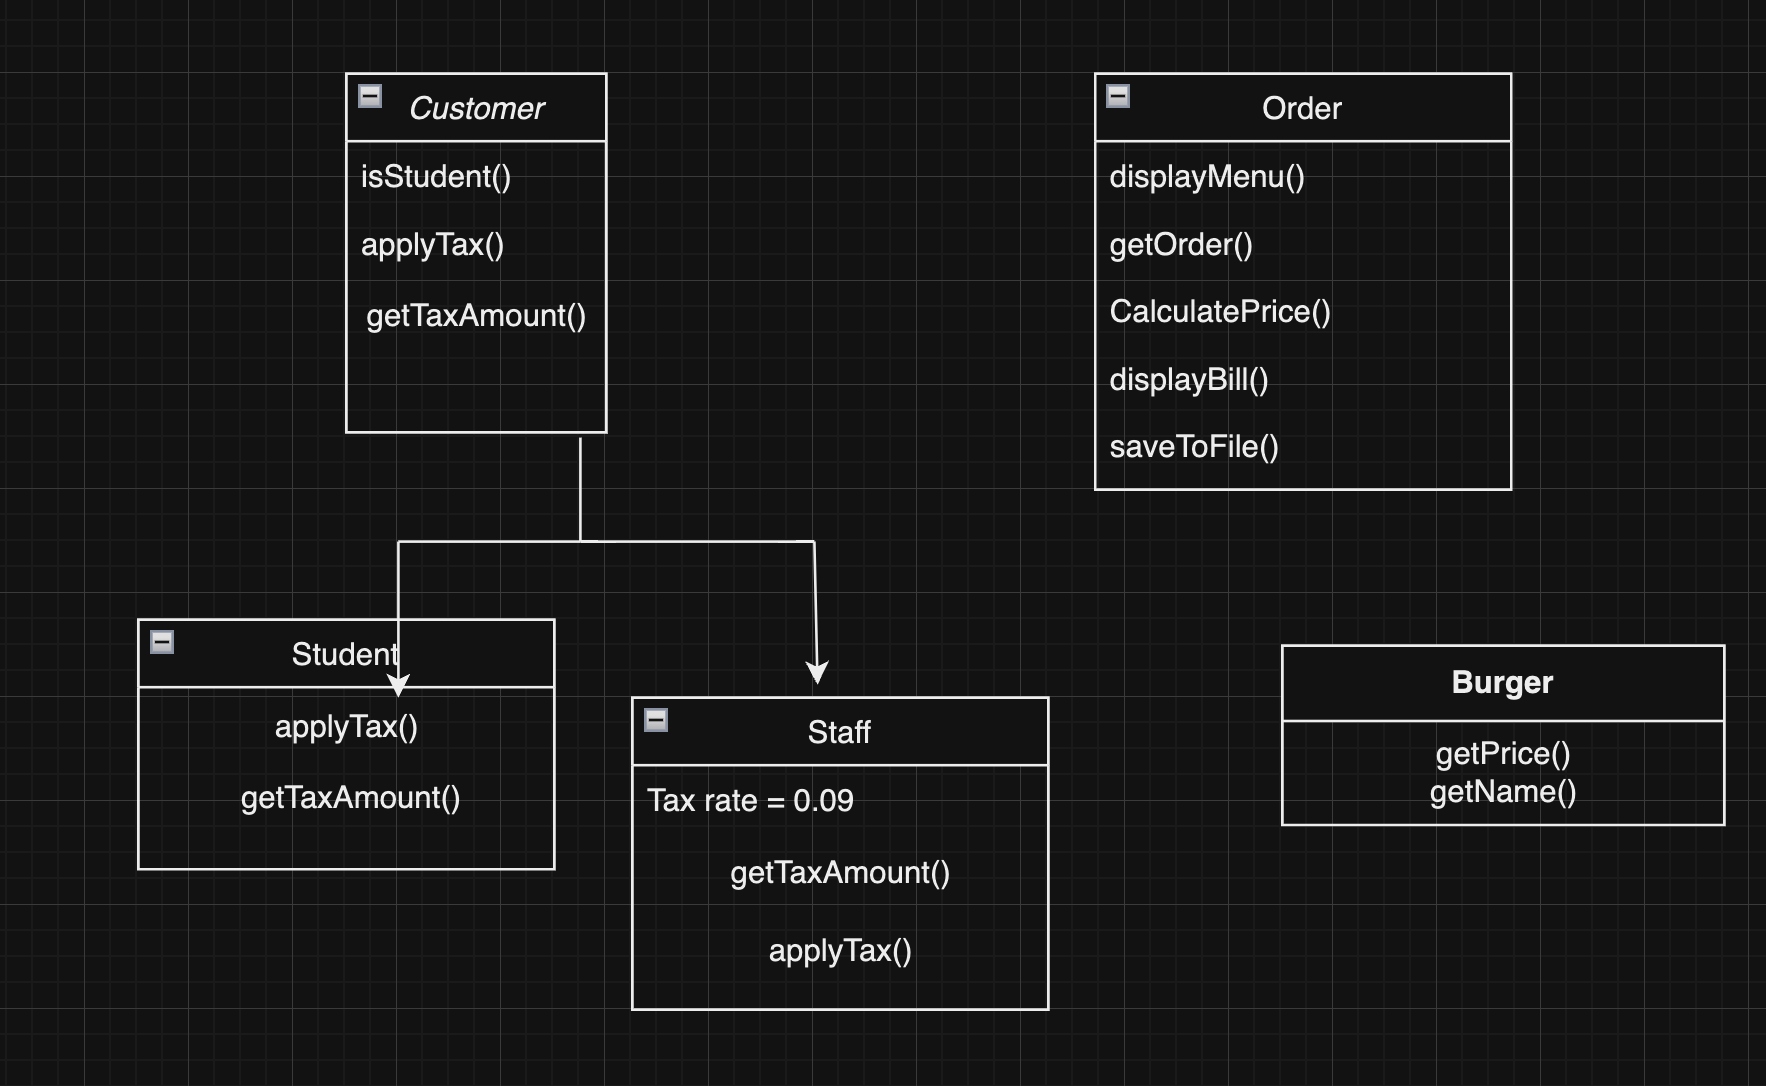 Customer
isStudent()
applyTax()
getTaxAmount()
Order
displayMenu()
getOrder()
CalculatePrice()
displayBill()
saveToFile()
Student
applyTax()
getTaxAmount()
Staff
Tax rate = 0.09
getTaxAmount()
applyTax()
Burger
getPrice()
getName()